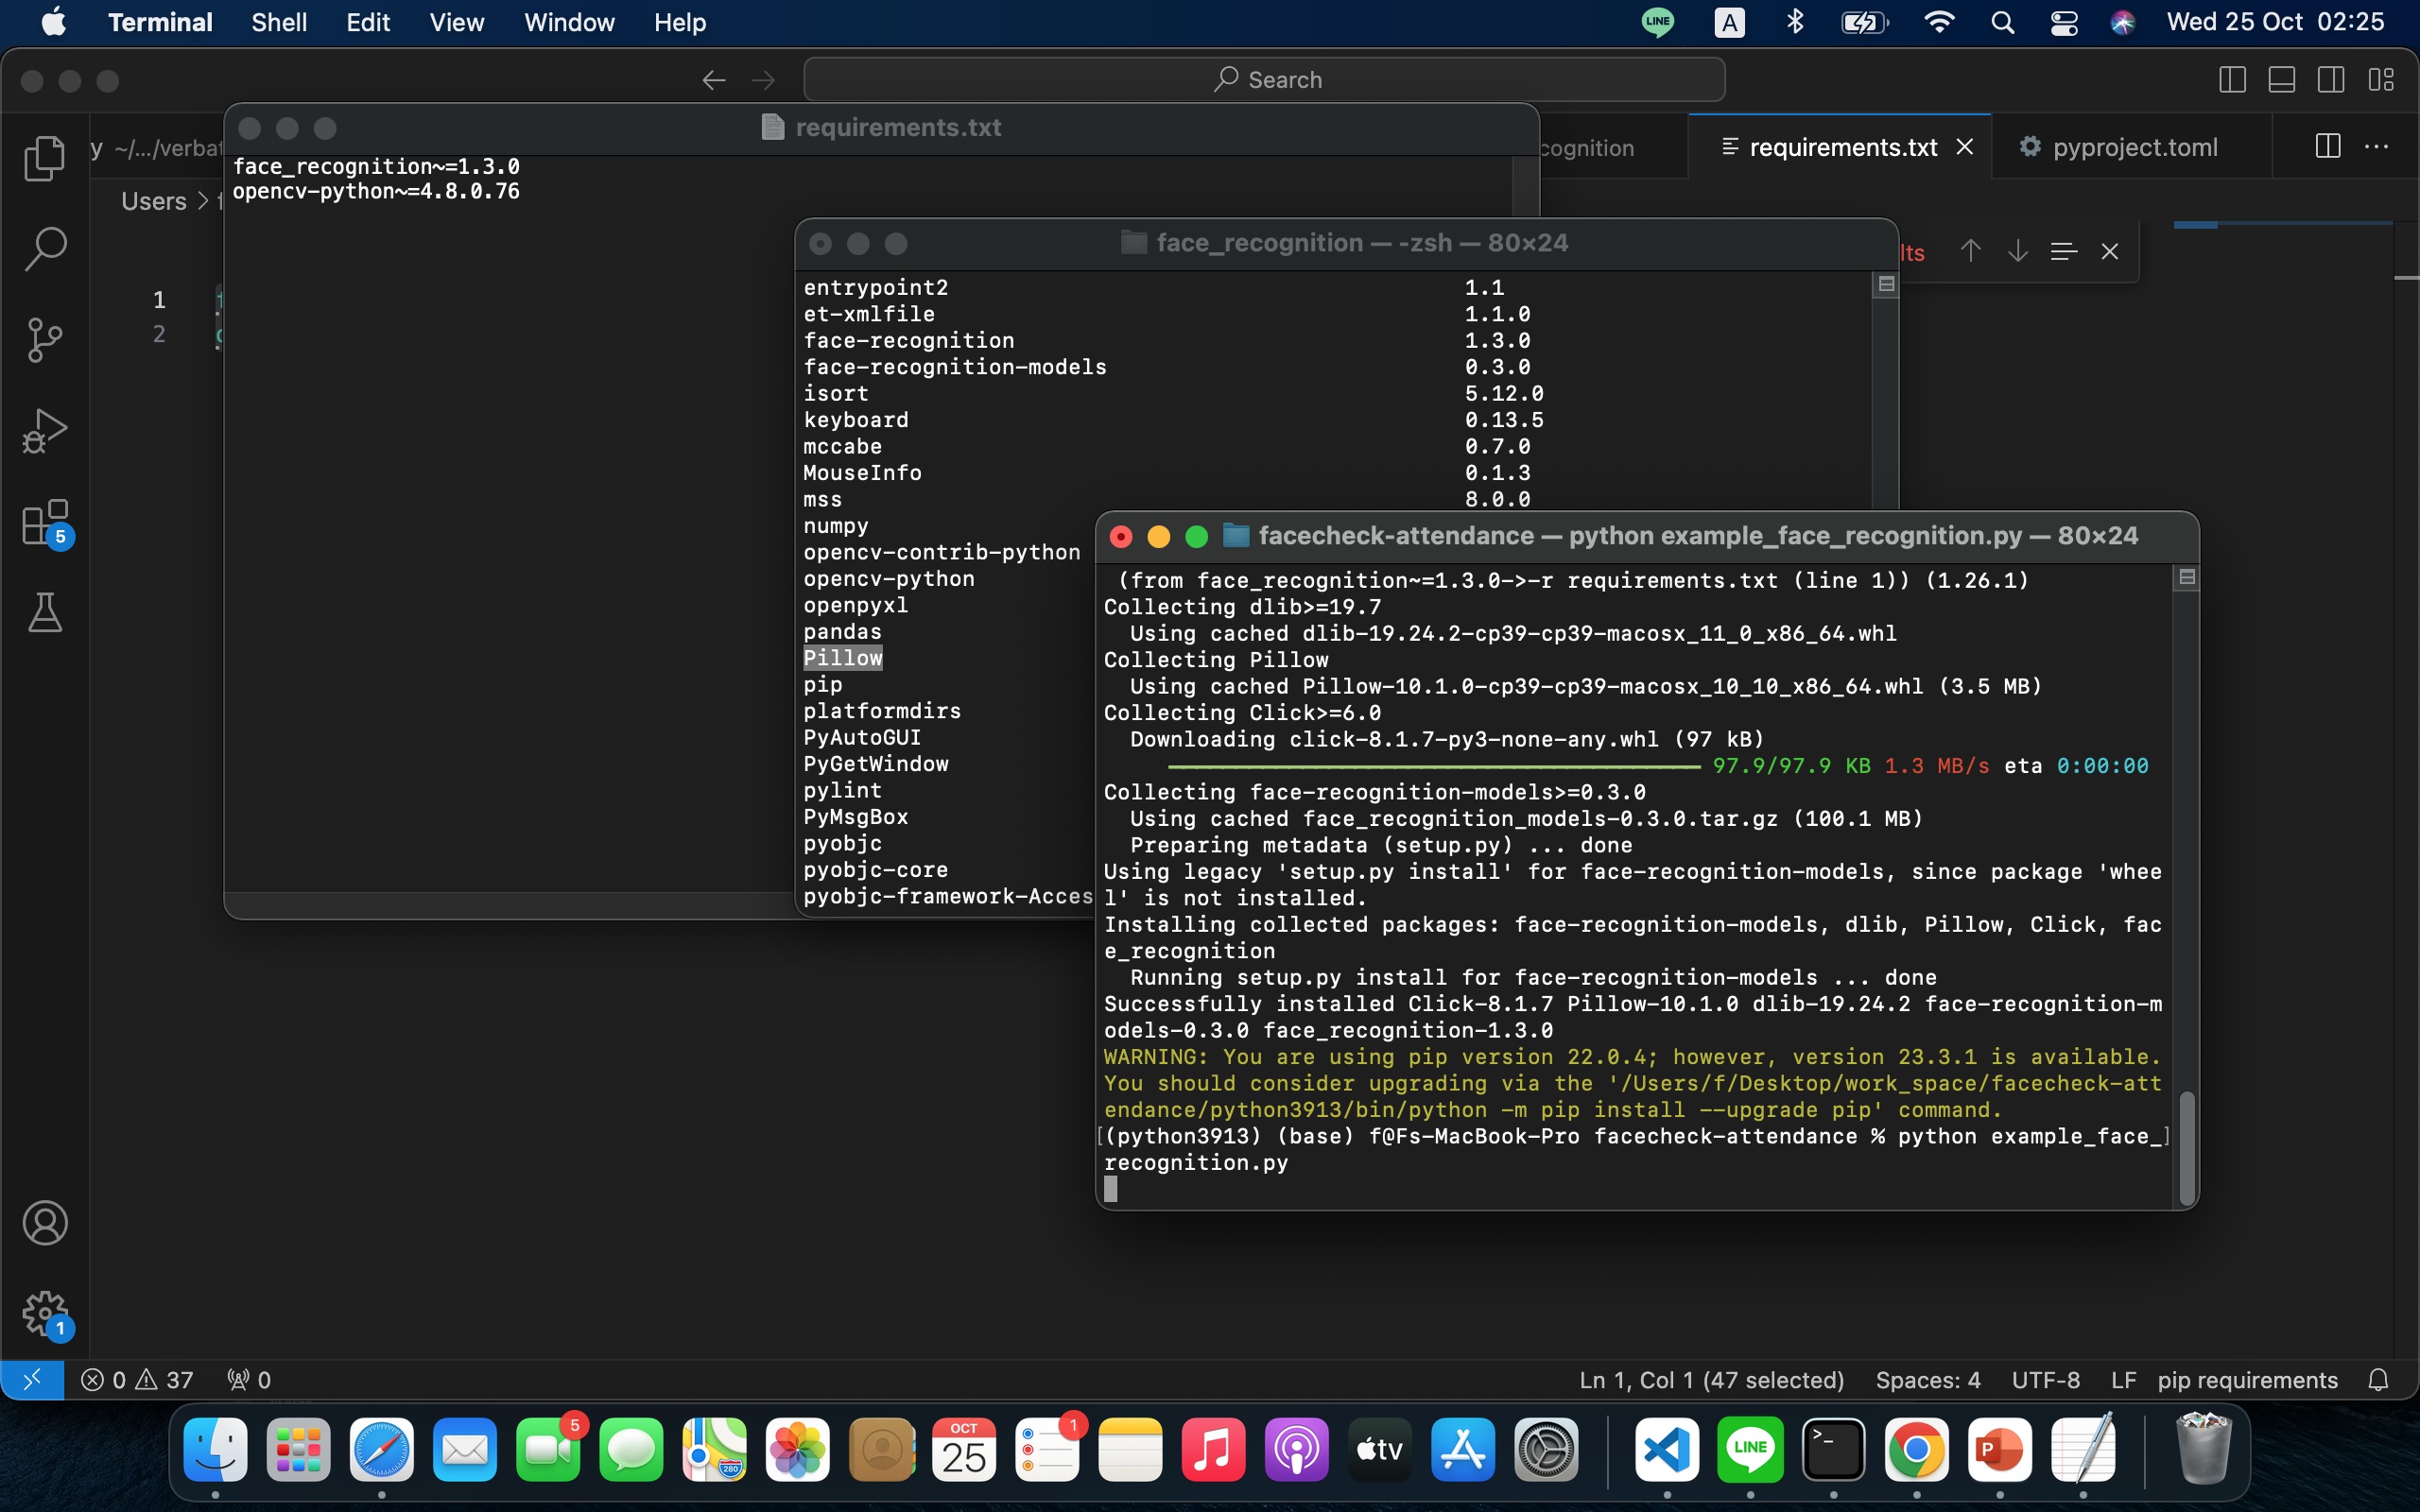 Terminal Shell Edit View Window Help LINE A Wed 25 Oct 02:25
Search
requirements.txt
y ~/.../verbat
cognition
requirements.txt
pyproject.toml
Users >
face_recognition~=1.3.0
opencv-python~=4.8.0.76
1
2
lts
face_recognition — -zsh — 80×24
entrypoint2 1.1
et-xmlfile 1.1.0
face-recognition 1.3.0
face-recognition-models 0.3.0
isort 5.12.0
keyboard 0.13.5
mccabe 0.7.0
MouseInfo 0.1.3
mss 8.0.0
numpy
opencv-contrib-python
opencv-python
openpyxl
pandas
Pillow
pip
platformdirs
PyAutoGUI
PyGetWindow
pylint
PyMsgBox
pyobjc
pyobjc-core
pyobjc-framework-Acces
facecheck-attendance — python example_face_recognition.py — 80×24
(from face_recognition~=1.3.0->-r requirements.txt (line 1)) (1.26.1)
Collecting dlib>=19.7
Using cached dlib-19.24.2-cp39-cp39-macosx_11_0_x86_64.whl
Collecting Pillow
Using cached Pillow-10.1.0-cp39-cp39-macosx_10_10_x86_64.whl (3.5 MB)
Collecting Click>=6.0
Downloading click-8.1.7-py3-none-any.whl (97 kB)
97.9/97.9 KB 1.3 MB/s eta 0:00:00
Collecting face-recognition-models>=0.3.0
Using cached face_recognition_models-0.3.0.tar.gz (100.1 MB)
Preparing metadata (setup.py) ... done
Using legacy 'setup.py install' for face-recognition-models, since package 'whee
l' is not installed.
Installing collected packages: face-recognition-models, dlib, Pillow, Click, fac
e_recognition
Running setup.py install for face-recognition-models ... done
Successfully installed Click-8.1.7 Pillow-10.1.0 dlib-19.24.2 face-recognition-m
odels-0.3.0 face_recognition-1.3.0
WARNING: You are using pip version 22.0.4; however, version 23.3.1 is available.
You should consider upgrading via the '/Users/f/Desktop/work_space/facecheck-att
endance/python3913/bin/python -m pip install --upgrade pip' command.
[(python3913) (base) f@Fs-MacBook-Pro facecheck-attendance % python example_face_]
recognition.py
5
1
0 37 0
Ln 1, Col 1 (47 selected) Spaces: 4 UTF-8 LF pip requirements
5
280
OCT
25
1
tv
LINE
>_
P